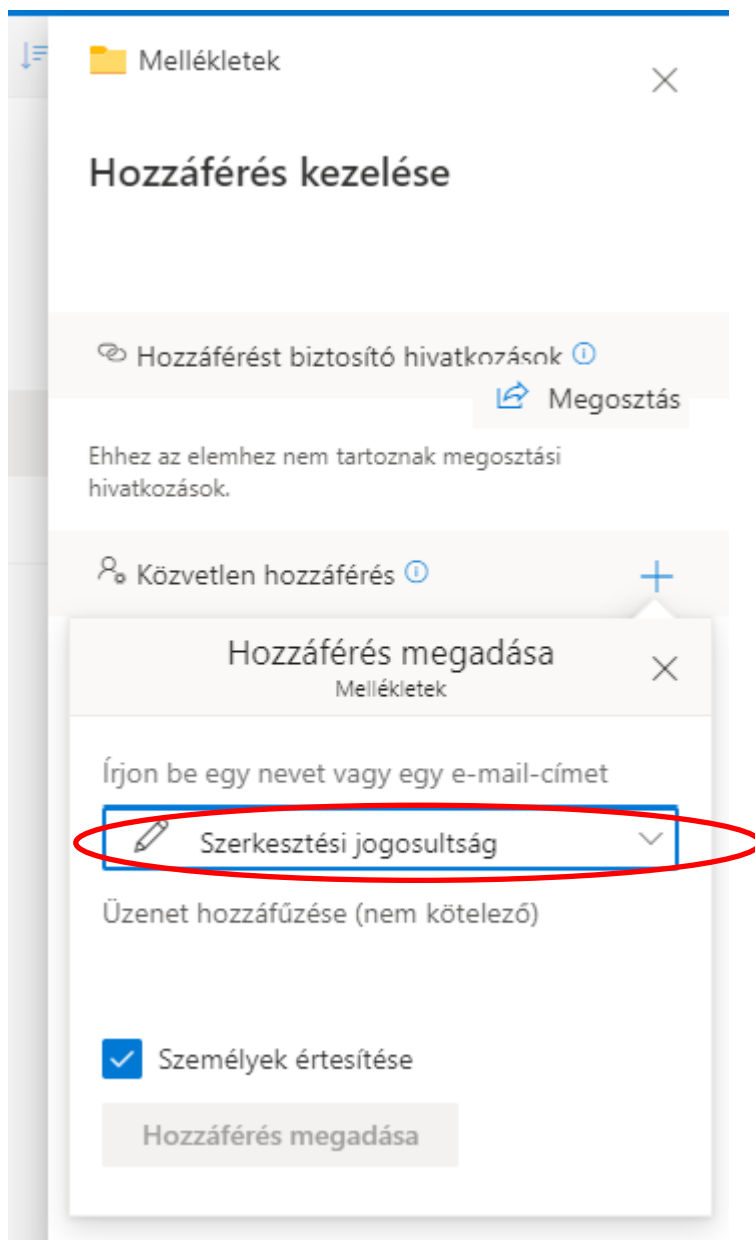 Mellékletek
Hozzáférés kezelése
Hozzáférést biztosító hivatkozások
Megosztás
Ehhez az elemhez nem tartoznak megosztási
hivatkozások.
Közvetlen hozzáférés
Hozzáférés megadása
Mellékletek
Írjon be egy nevet vagy egy e-mail-címet
Szerkesztési jogosultság
Üzenet hozzáfűzése (nem kötelező)
Személyek értesítése
Hozzáférés megadása